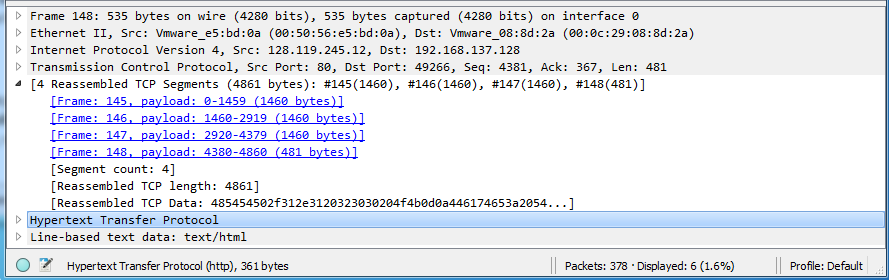 Frame 148: 535 bytes on wire (4280 bits), 535 bytes captured (4280 bits) on interface 0
Ethernet II, Src: Vmware_e5:bd:0a (00:50:56:e5:bd:0a), Dst: Vmware_08:8d:2a (00:0c:29:08:8d:2a)
Internet Protocol Version 4, Src: 128.119.245.12, Dst: 192.168.137.128
Transmission Control Protocol, Src Port: 80, Dst Port: 49266, Seq: 4381, Ack: 367, Len: 481
[4 Reassembled TCP Segments (4861 bytes): #145(1460), #146(1460), #147(1460), #148(481)]
[Frame: 145, payload: 0-1459 (1460 bytes)]
[Frame: 146, payload: 1460-2919 (1460 bytes)]
[Frame: 147, payload: 2920-4379 (1460 bytes)]
[Frame: 148, payload: 4380-4860 (481 bytes)]
[Segment count: 4]
[Reassembled TCP length: 4861]
[Reassembled TCP Data: 485454502f312e3120323030204f4b0d0a446174653a2054...]
Hypertext Transfer Protocol
Line-based text data: text/html
Hypertext Transfer Protocol (http), 361 bytes Packets: 378 · Displayed: 6 (1.6%) Profile: Default